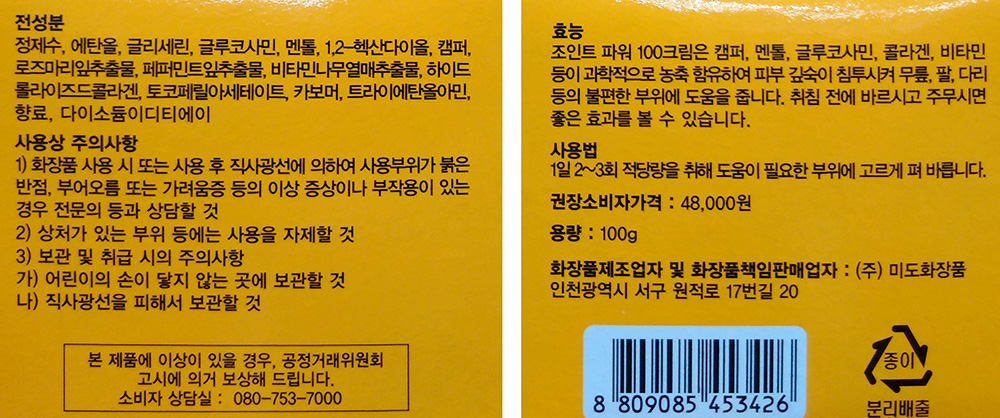 전성분
정제수, 에탄올, 글리세린, 글루코사민, 멘톨, 1,2-헥산다이올, 캠퍼,
로즈마리잎추출물, 페퍼민트잎추출물, 비타민나무열매추출물, 하이드
롤라이즈드콜라겐, 토코페릴아세테이트, 카보머, 트라이에탄올아민,
향료, 다이소듐이디티에이
사용상 주의사항
1) 화장품 사용 시 또는 사용 후 직사광선에 의하여 사용부위가 붉은
반점, 부어오름 또는 가려움증 등의 이상 증상이나 부작용이 있는
경우 전문의 등과 상담할 것
2) 상처가 있는 부위 등에는 사용을 자제할 것
3) 보관 및 취급 시의 주의사항
가) 어린이의 손이 닿지 않는 곳에 보관할 것
나) 직사광선을 피해서 보관할 것
본 제품에 이상이 있을 경우, 공정거래위원회
고시에 의거 보상해 드립니다.
소비자 상담실 : 080-753-7000
효능
조인트 파워 100크림은 캠퍼, 멘톨, 글루코사민, 콜라겐, 비타민
등이 과학적으로 농축 함유하여 피부 깊숙이 침투시켜 무릎, 팔, 다리
등의 불편한 부위에 도움을 줍니다. 취침 전에 바르시고 주무시면
좋은 효과를 볼 수 있습니다.
사용법
1일 2~3회 적당량을 취해 도움이 필요한 부위에 고르게 펴 바릅니다.
권장소비자가격 : 48,000원
용량 : 100g
화장품제조업자 및 화장품책임판매업자 : (주) 미도화장품
인천광역시 서구 원적로 17번길 20
8 809085 453426
종이
분리배출